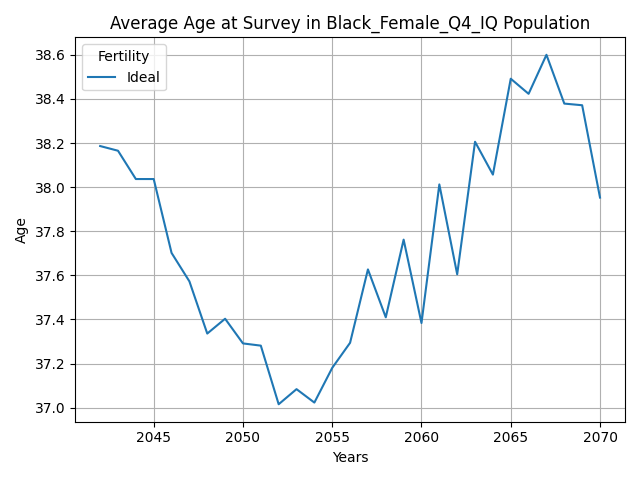 Average Age at Survey in Black_Female_Q4_IQ Population
Fertility
Ideal
Age
38.6
38.4
38.2
38.0
37.8
37.6
37.4
37.2
37.0
2045 2050 2055 2060 2065 2070
Years